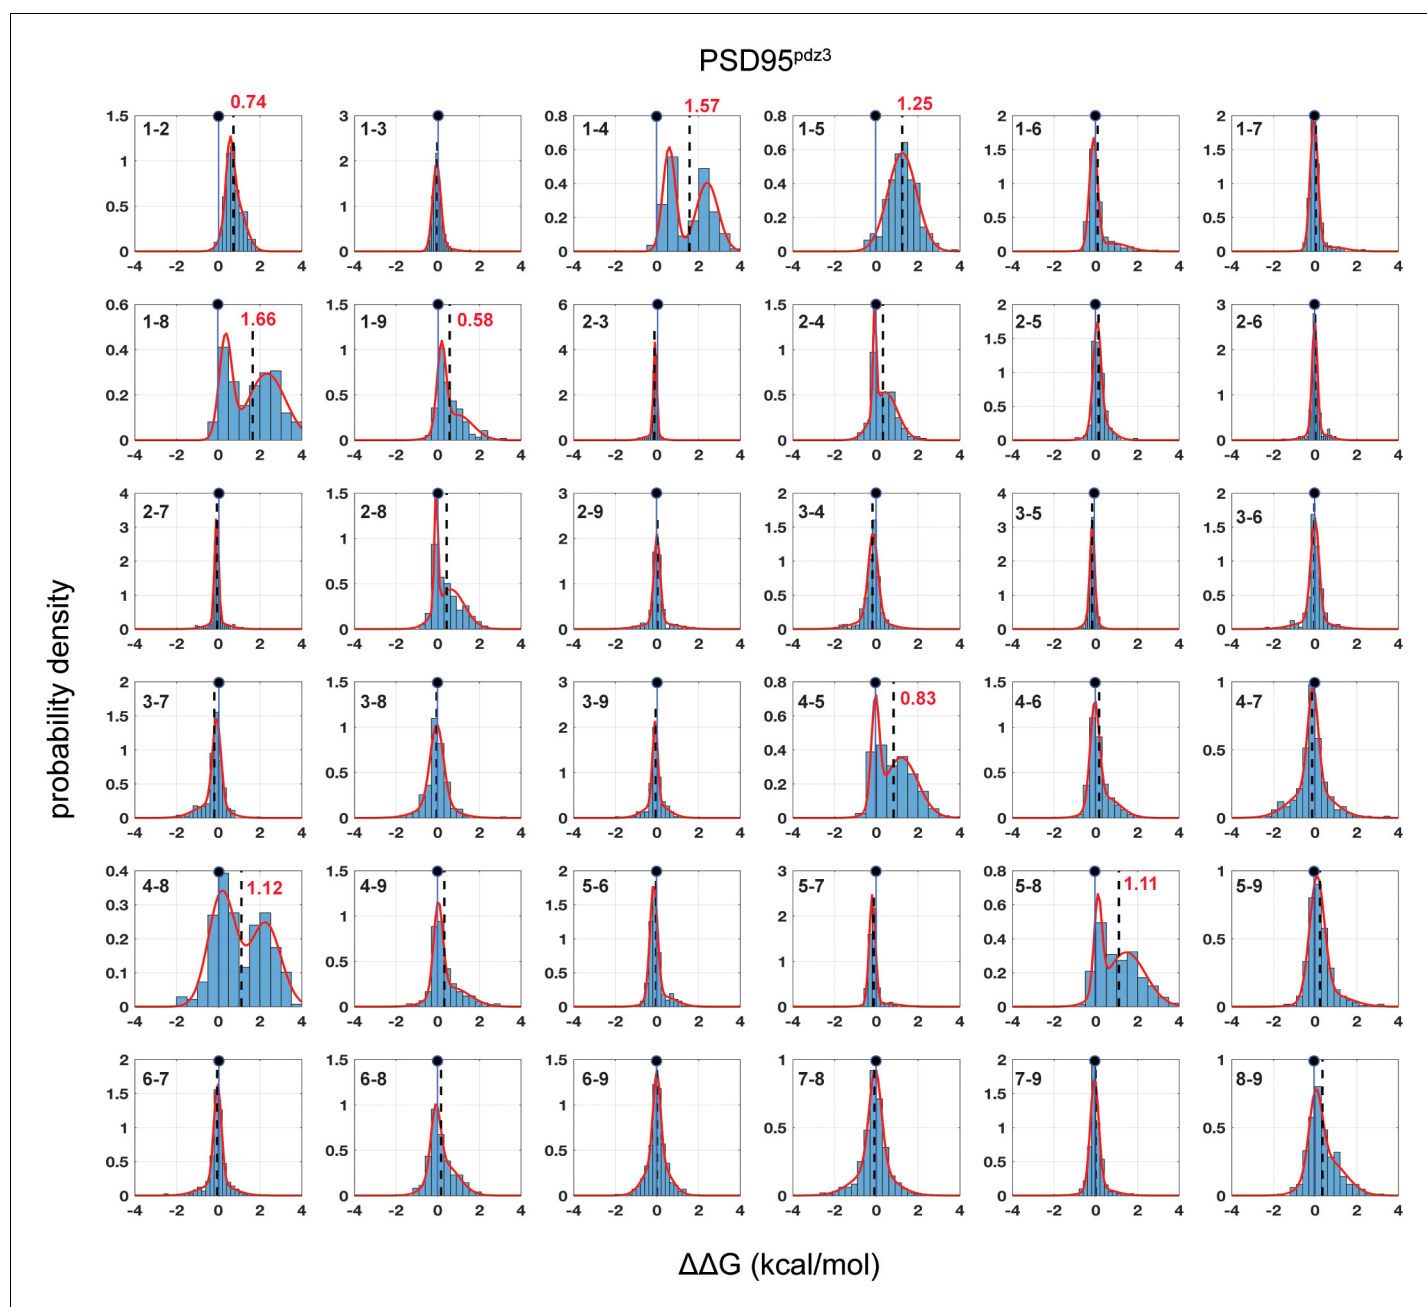 PSD95pdz3
0.74 1.57 1.25
1-2 1-3 1-4 1-5 1-6 1-7
1.5 3 0.8 0.8 2 2
1 2 0.6 0.6 1.5 1.5
0.4 0.4 1 1
0.5 1 0.2 0.2 0.5 0.5
0 0 0 0 0 0
-4 -2 0 2 4 -4 -2 0 2 4 -4 -2 0 2 4 -4 -2 0 2 4 -4 -2 0 2 4 -4 -2 0 2 4
1-8 1.66 1-9 0.58 2-3 2-4 2-5 2-6
0.6 1.5 6 1.5 2 3
0.4 1 4 1 1.5 2
1
0.2 0.5 2 0.5 0.5 1
0 0 0 0 0 0
-4 -2 0 2 4 -4 -2 0 2 4 -4 -2 0 2 4 -4 -2 0 2 4 -4 -2 0 2 4 -4 -2 0 2 4
2-7 2-8 2-9 3-4 3-5 3-6
4 1.5 3 2 4 2
3 1 2 1.5 3 1.5
2 1 2 1
1 0.5 1 0.5 1 0.5
0 0 0 0 0 0
-4 -2 0 2 4 -4 -2 0 2 4 -4 -2 0 2 4 -4 -2 0 2 4 -4 -2 0 2 4 -4 -2 0 2 4
probability density
3-7 3-8 3-9 4-5 0.83 4-6 4-7
2 1.5 3 0.8 1.5 1
1.5 1 2 0.6 1
1 0.4 0.5
0.5 0.5 1 0.2 0.5
0 0 0 0 0 0
-4 -2 0 2 4 -4 -2 0 2 4 -4 -2 0 2 4 -4 -2 0 2 4 -4 -2 0 2 4 -4 -2 0 2 4
4-8 1.12 4-9 5-6 5-7 5-8 1.11 5-9
0.4 1.5 2 3 0.8 1
0.3 1 1.5 2 0.6
0.2 1 0.4 0.5
0.1 0.5 0.5 1 0.2
0 0 0 0 0 0
-4 -2 0 2 4 -4 -2 0 2 4 -4 -2 0 2 4 -4 -2 0 2 4 -4 -2 0 2 4 -4 -2 0 2 4
6-7 6-8 6-9 7-8 7-9 8-9
2 1.5 1.5 1 2 1
1.5 1 1 1.5
1 0.5 1 0.5
0.5 0.5 0.5 0.5
0 0 0 0 0 0
-4 -2 0 2 4 -4 -2 0 2 4 -4 -2 0 2 4 -4 -2 0 2 4 -4 -2 0 2 4 -4 -2 0 2 4
ΔΔG (kcal/mol)